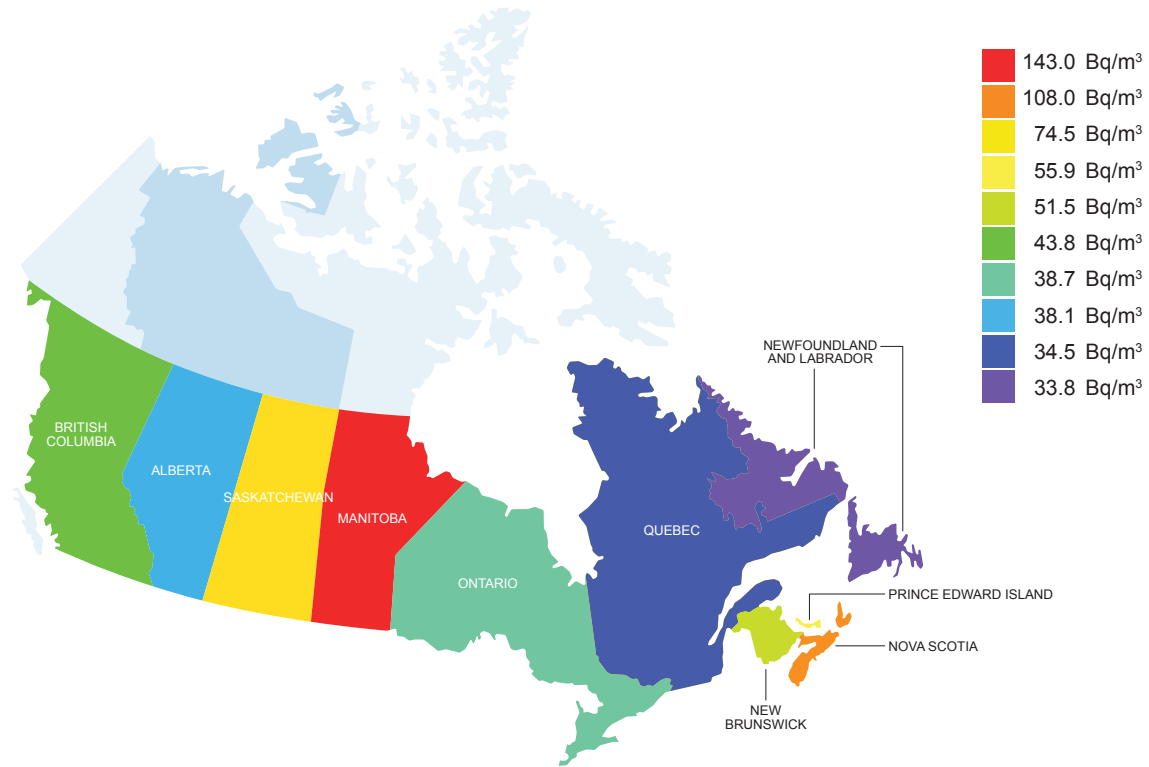 143.0 Bq/m³
108.0 Bq/m³
74.5 Bq/m³
55.9 Bq/m³
51.5 Bq/m³
43.8 Bq/m³
38.7 Bq/m³
38.1 Bq/m³
34.5 Bq/m³
33.8 Bq/m³
NEWFOUNDLAND
AND LABRADOR
BRITISH
COLUMBIA
ALBERTA
SASKATCHEWAN
MANITOBA
QUEBEC
ONTARIO
PRINCE EDWARD ISLAND
NOVA SCOTIA
NEW
BRUNSWICK